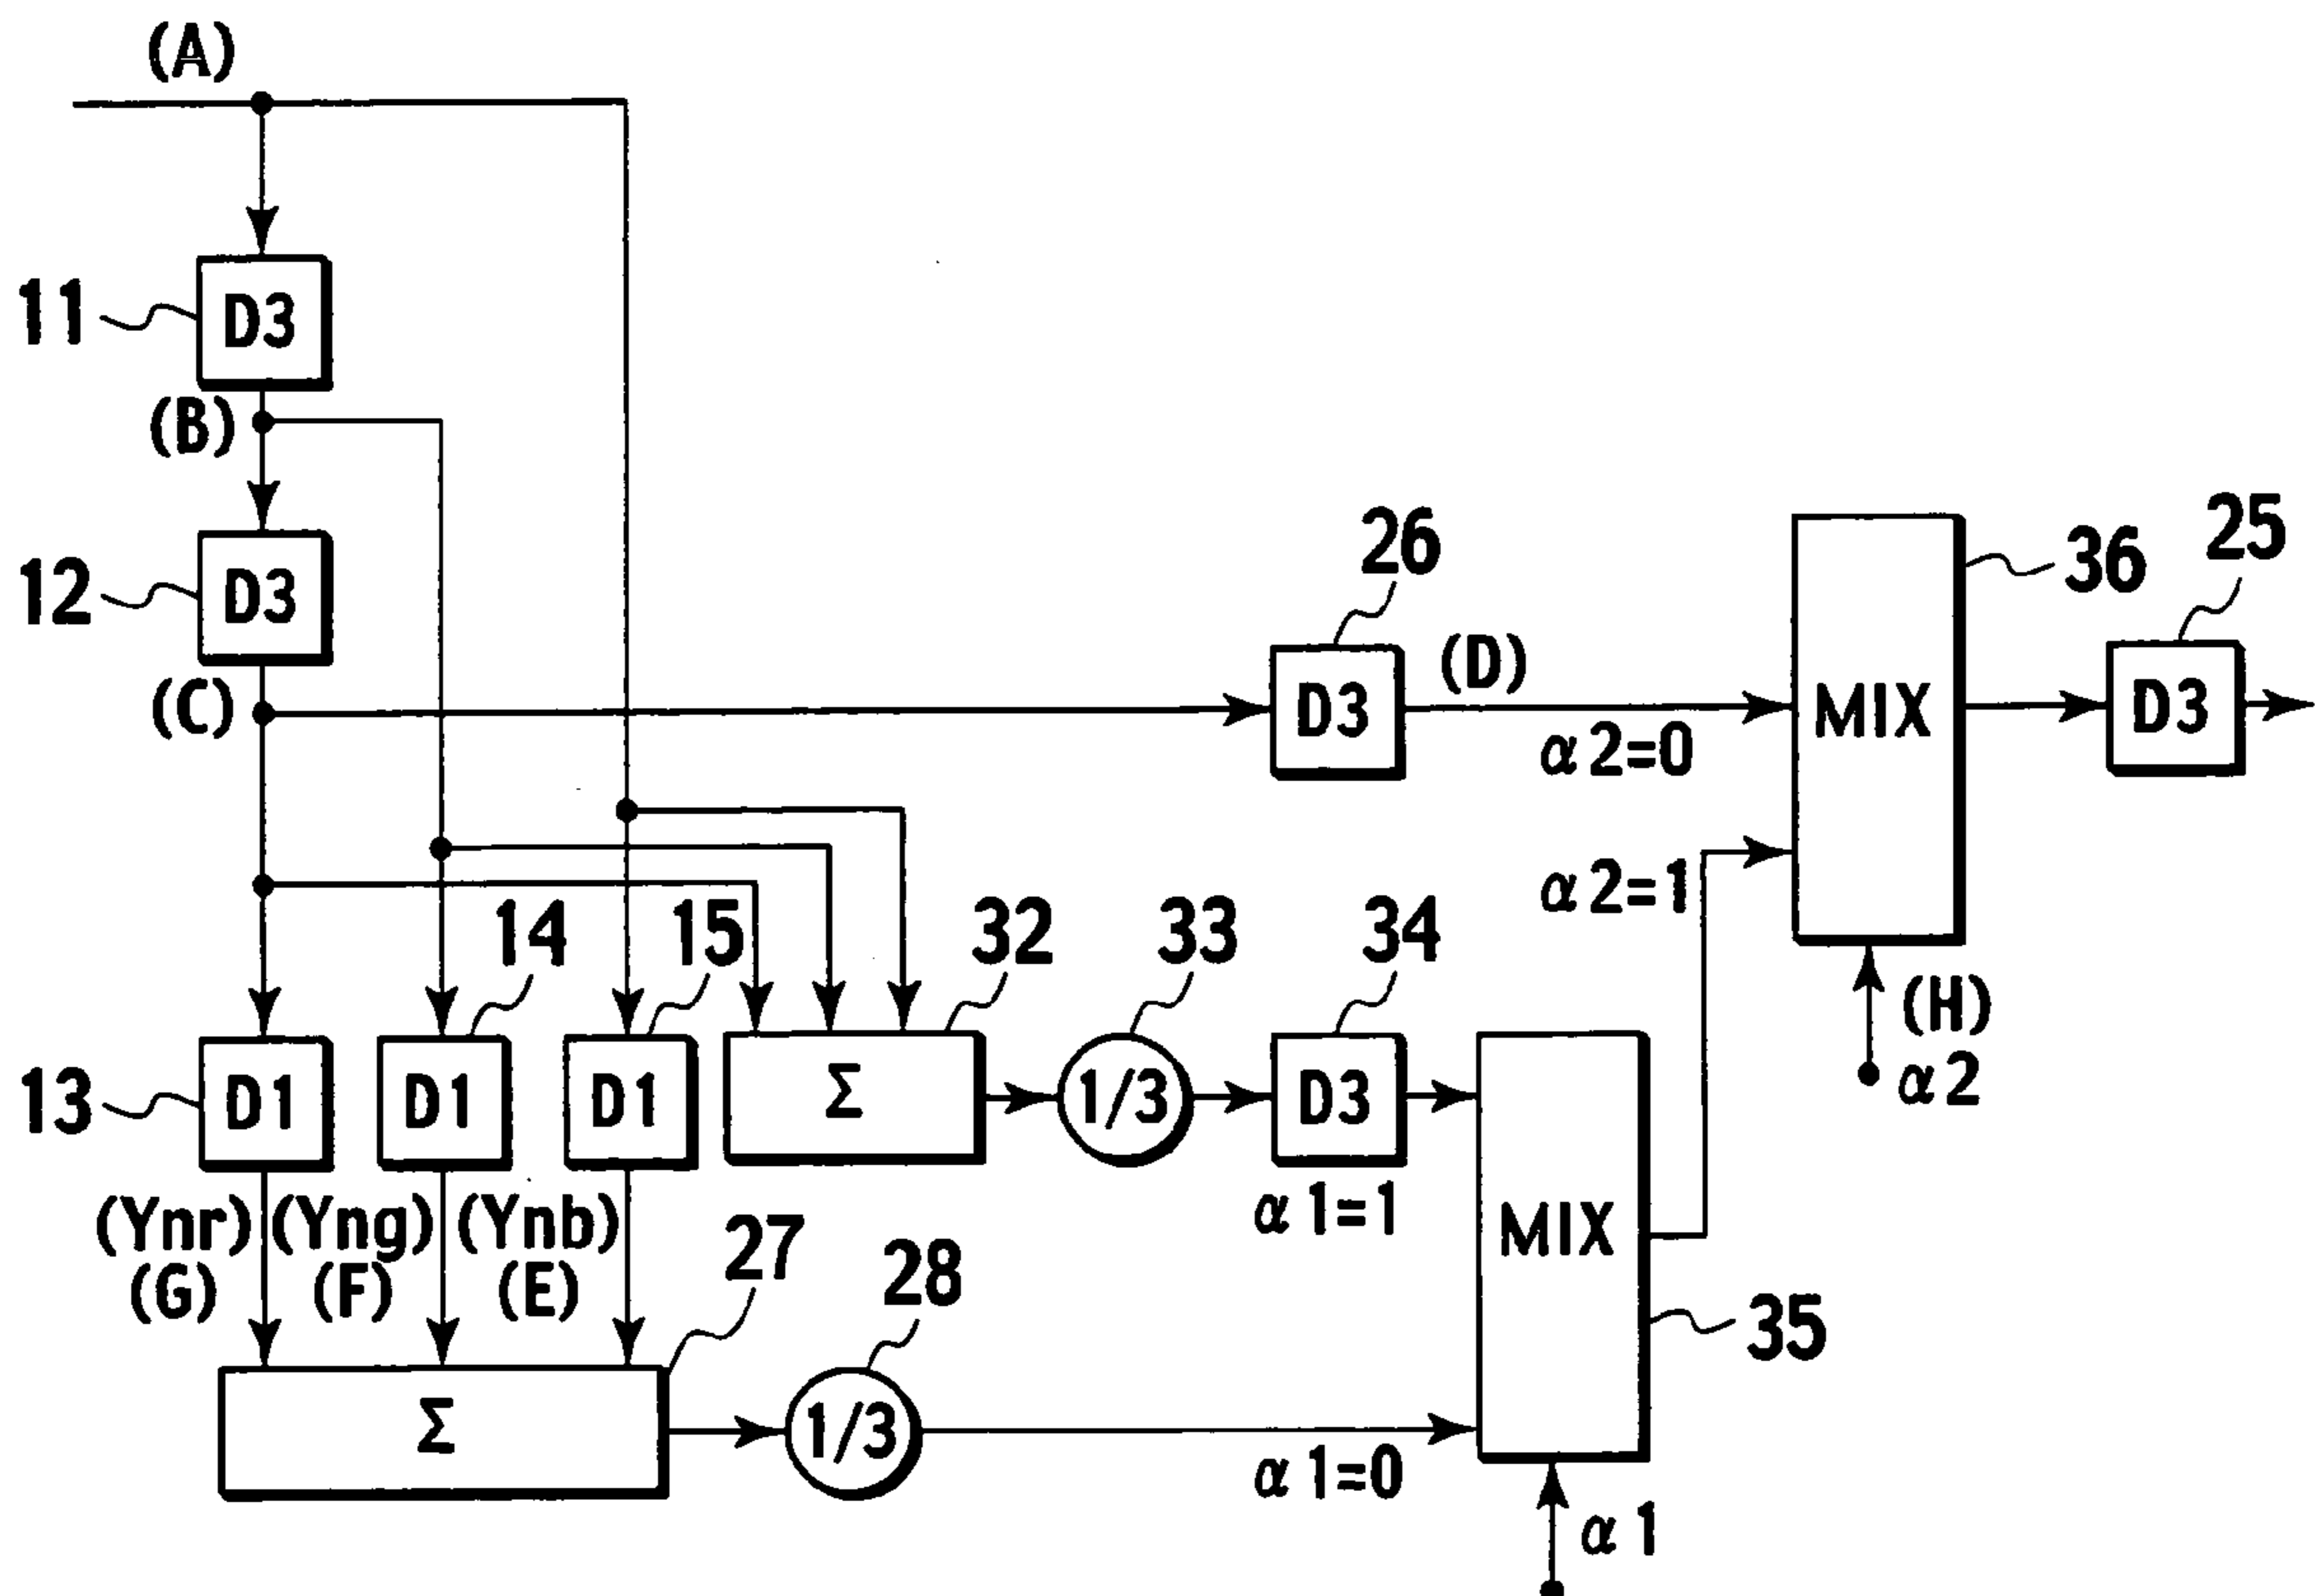 (A)
11
D3
(B)
12
D3
(C)
26
D3
(D)
α2=0
MIX
36
25
D3
α2=1
14
15
32
33
34
(H)
α2
13
D1
D1
D1
Σ
1/3
D3
α1=1
MIX
(Ynr)
(Yng)
(Ynb)
(G)
(F)
(E)
27
28
35
Σ
1/3
α1=0
α1